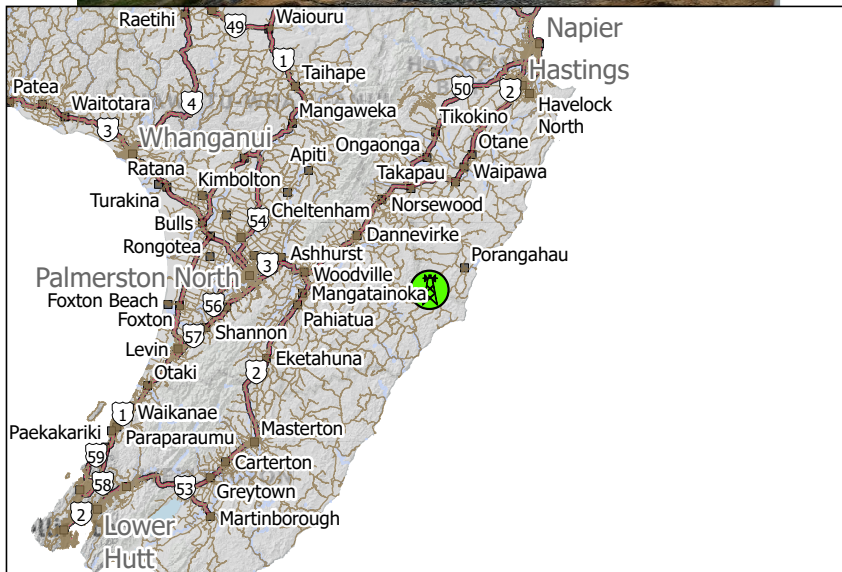 Raetihi
49
Waiouru
Napier
1
Taihape
Hastings
50
2
Patea
4
Waitotara
Mangaweka
Havelock
North
Tikokino
3
Whanganui
Ongaonga
Otane
Apiti
Ratana
Kimbolton
Takapau
Waipawa
Turakina
Cheltenham
Norsewood
Bulls
54
Dannevirke
Rongotea
Ashhurst
Porangahau
3
Palmerston North
Woodville
Mangatainoka
Foxton Beach
56
Pahiatua
Foxton
Shannon
57
Levin
Eketahuna
2
Otaki
1
Waikanae
Paekakariki
Paraparaumu
Masterton
59
Carterton
58
53
Greytown
2
Lower
Hutt
Martinborough